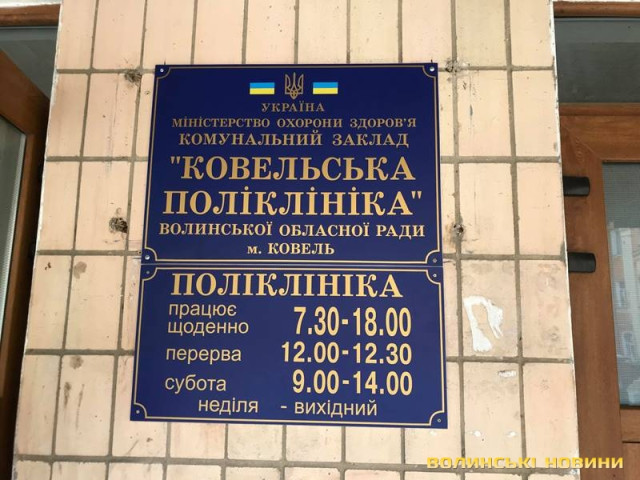 УКРАЇНА
МІНІСТЕРСТВО ОХОРОНИ ЗДОРОВ'Я
КОМУНАЛЬНИЙ ЗАКЛАД
"КОВЕЛЬСЬКА
ПОЛІКЛІНІКА"
ВОЛИНСЬКОЇ ОБЛАСНОЇ РАДИ
м. КОВЕЛЬ
ПОЛІКЛІНІКА
працює
щоденно 7.30-18.00
перерва 12.00-12.30
субота 9.00-14.00
неділя - вихідний
ВОЛИНСЬКІ НОВИНИ